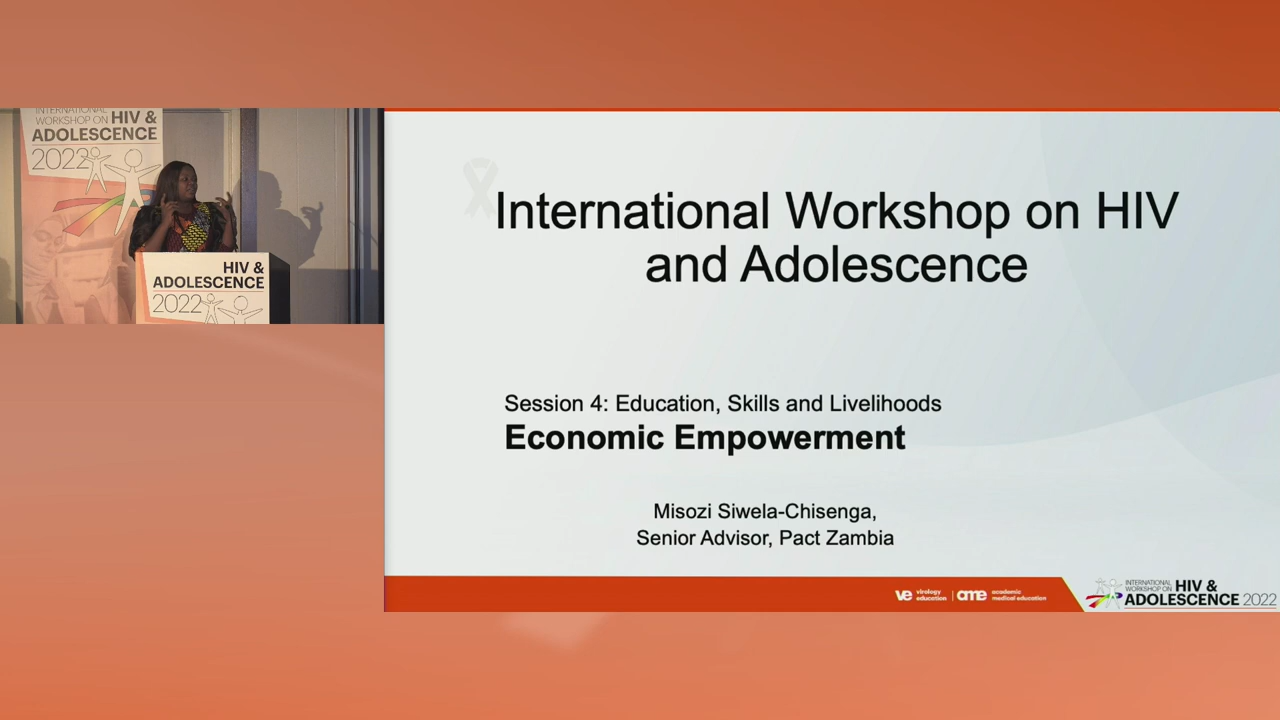 INTERNATIONAL
WORKSHOP ON HIV &
ADOLESCENCE
2022
HIV &
ADOLESCENCE
2022
International Workshop on HIV
and Adolescence
Session 4: Education, Skills and Livelihoods
Economic Empowerment
Misozi Siwela-Chisenga,
Senior Advisor, Pact Zambia
ve virology
education | ame academic
medical education
INTERNATIONAL
WORKSHOP ON HIV &
ADOLESCENCE 2022